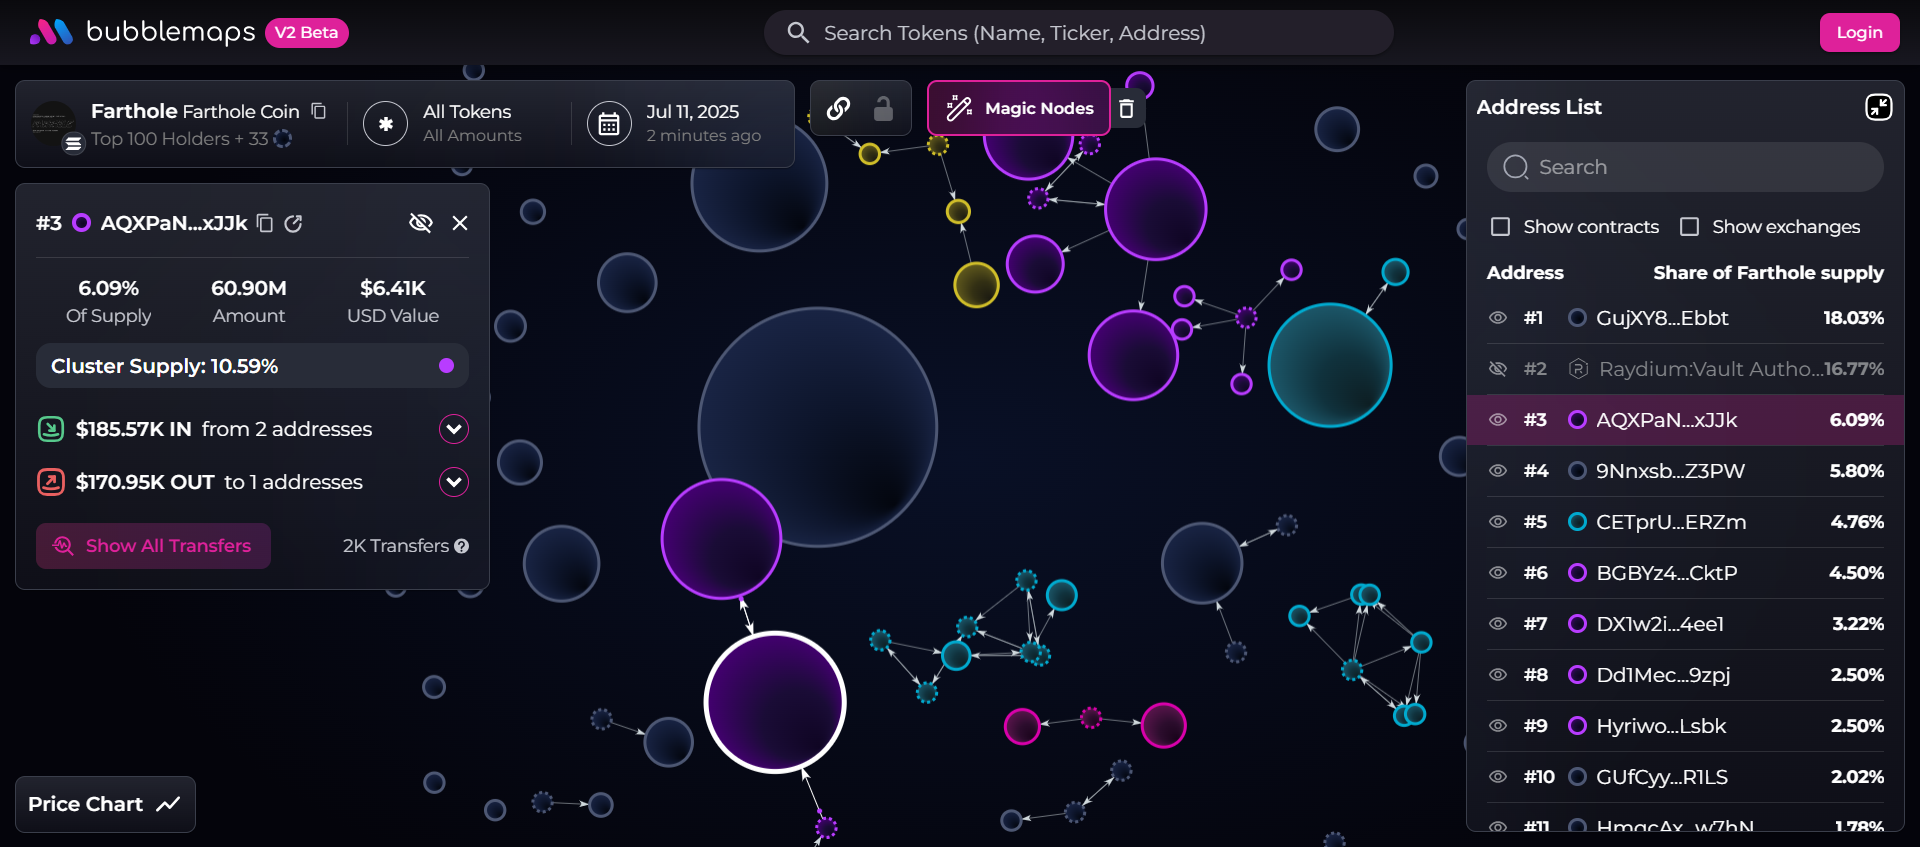 bubblemaps V2 Beta
Search Tokens (Name, Ticker, Address)
Login
Farthole Farthole Coin
Top 100 Holders + 33
All Tokens
All Amounts
Jul 11, 2025
2 minutes ago
Magic Nodes
#3 AQXPaN...xJJk
6.09% 60.90M $6.41K
Of Supply Amount USD Value
Cluster Supply: 10.59%
$185.57K IN from 2 addresses
$170.95K OUT to 1 addresses
Show All Transfers 2K Transfers
Price Chart
Address List
Search
Show contracts Show exchanges
Address Share of Farthole supply
#1 GujXY8...Ebbt 18.03%
#2 Raydium:Vault Autho... 16.77%
#3 AQXPaN...xJJk 6.09%
#4 9Nnxsb...Z3PW 5.80%
#5 CETprU...ERZm 4.76%
#6 BGBYz4...CktP 4.50%
#7 DX1w2i...4ee1 3.22%
#8 Dd1Mec...9zpj 2.50%
#9 Hyriwo...Lsbk 2.50%
#10 GUfCyy...R1LS 2.02%
#11 1.78%